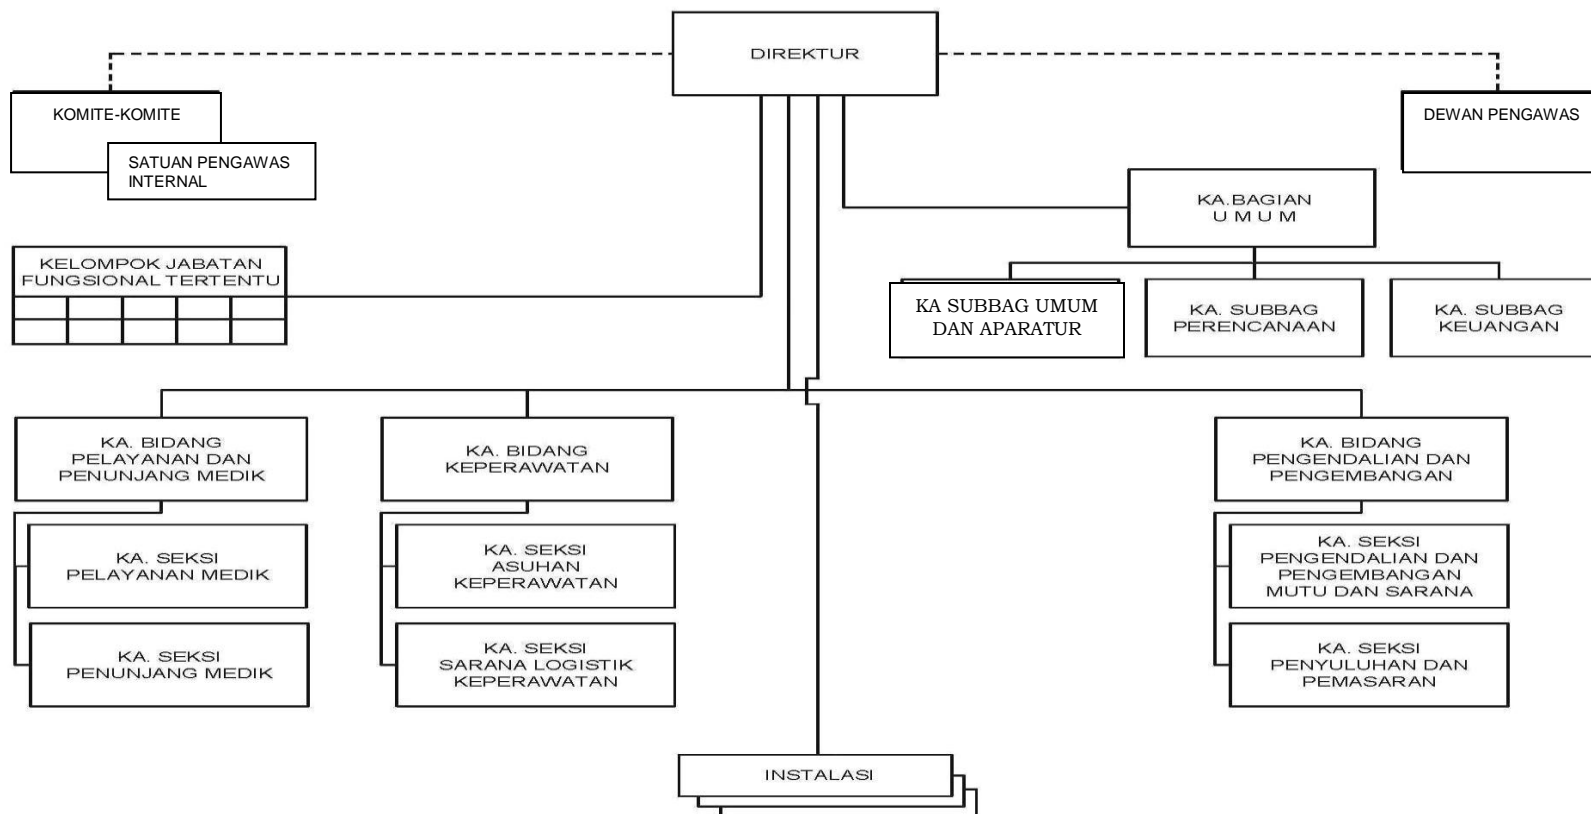 DIREKTUR
KOMITE-KOMITE
SATUAN PENGAWAS
INTERNAL
DEWAN PENGAWAS
KA.BAGIAN
U M U M
KELOMPOK JABATAN
FUNGSIONAL TERTENTU
KA SUBBAG UMUM
DAN APARATUR
KA. SUBBAG
PERENCANAAN
KA. SUBBAG
KEUANGAN
KA. BIDANG
PELAYANAN DAN
PENUNJANG MEDIK
KA. BIDANG
KEPERAWATAN
KA. BIDANG
PENGENDALIAN DAN
PENGEMBANGAN
KA. SEKSI
PELAYANAN MEDIK
KA. SEKSI
ASUHAN
KEPERAWATAN
KA. SEKSI
PENGENDALIAN DAN
PENGEMBANGAN
MUTU DAN SARANA
KA. SEKSI
PENUNJANG MEDIK
KA. SEKSI
SARANA LOGISTIK
KEPERAWATAN
KA. SEKSI
PENYULUHAN DAN
PEMASARAN
INSTALASI